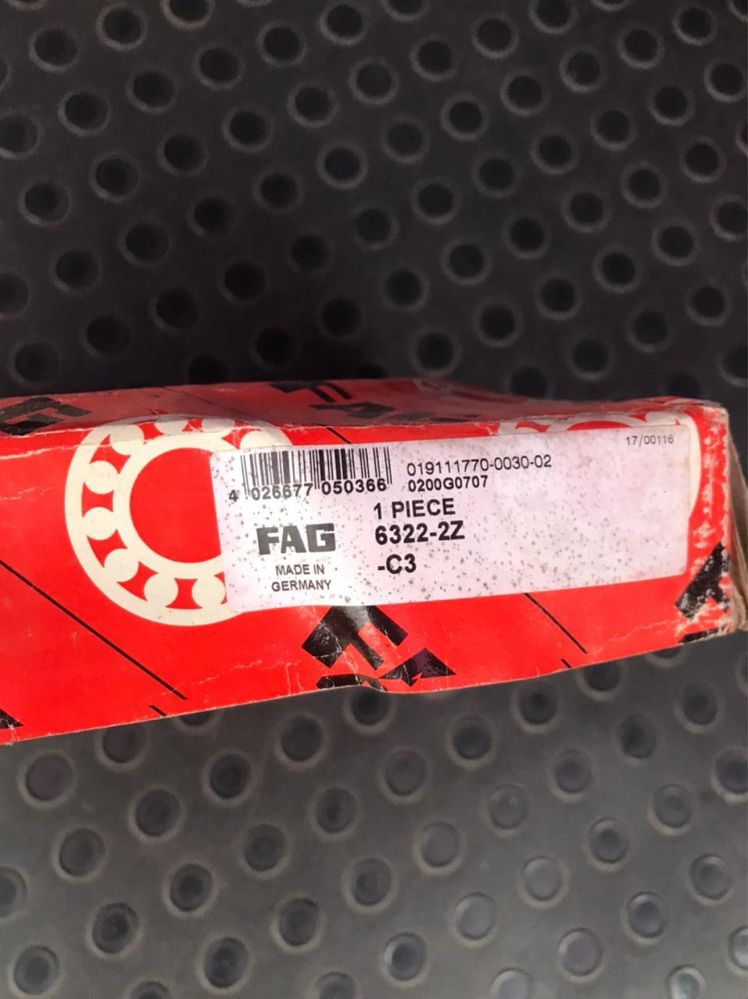 17/00116
019111770-0030-02
4 026677 050366
0200G0707
1 PIECE
FAG
6322-2Z
MADE IN
GERMANY
-C3